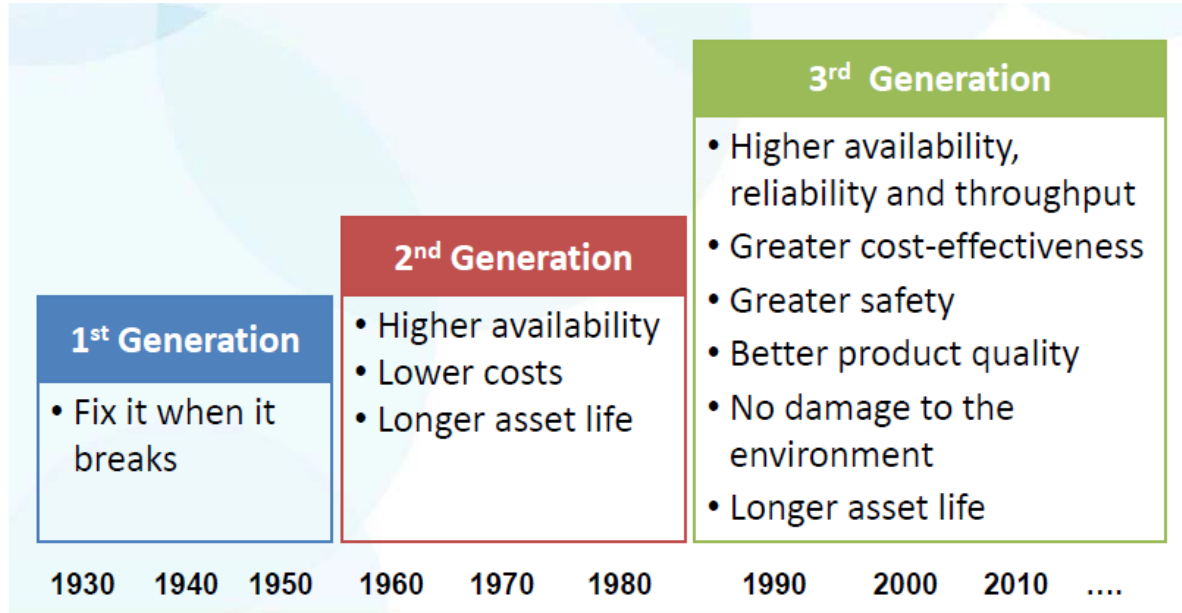 1st Generation
• Fix it when it
breaks
2nd Generation
• Higher availability
• Lower costs
• Longer asset life
3rd Generation
• Higher availability,
reliability and throughput
• Greater cost-effectiveness
• Greater safety
• Better product quality
• No damage to the
environment
• Longer asset life
1930 1940 1950 1960 1970 1980 1990 2000 2010 ....